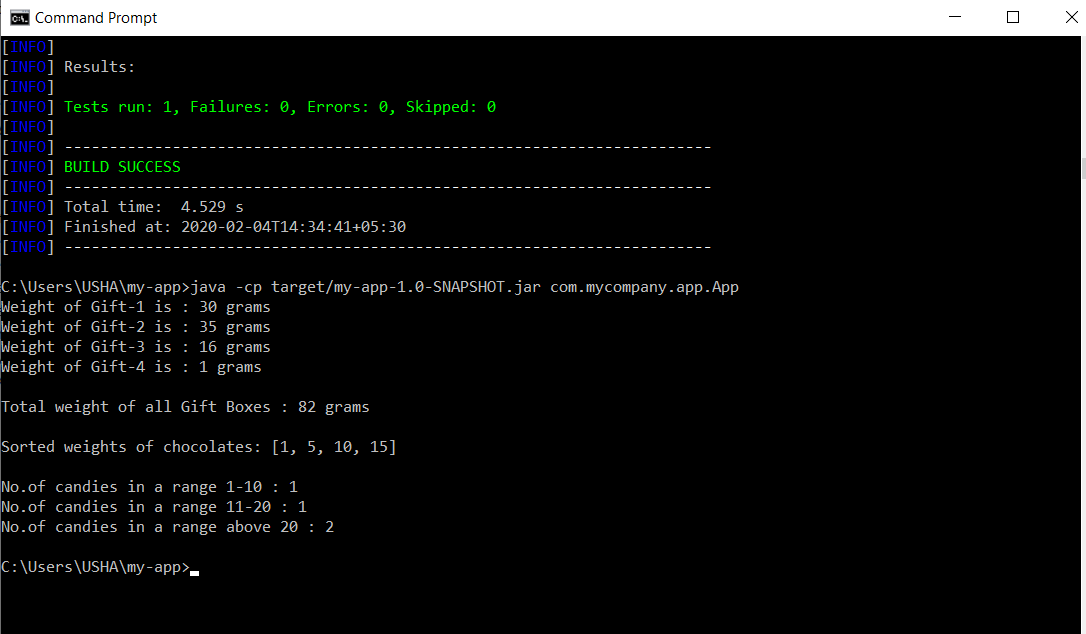 Command Prompt
[INFO]
[INFO] Results:
[INFO]
[INFO] Tests run: 1, Failures: 0, Errors: 0, Skipped: 0
[INFO]
[INFO] ------------------------------------------------------------------------
[INFO] BUILD SUCCESS
[INFO] ------------------------------------------------------------------------
[INFO] Total time:  4.529 s
[INFO] Finished at: 2020-02-04T14:34:41+05:30
[INFO] ------------------------------------------------------------------------
C:\Users\USHA\my-app>java -cp target/my-app-1.0-SNAPSHOT.jar com.mycompany.app.App
Weight of Gift-1 is : 30 grams
Weight of Gift-2 is : 35 grams
Weight of Gift-3 is : 16 grams
Weight of Gift-4 is : 1 grams
Total weight of all Gift Boxes : 82 grams
Sorted weights of chocolates: [1, 5, 10, 15]
No.of candies in a range 1-10 : 1
No.of candies in a range 11-20 : 1
No.of candies in a range above 20 : 2
C:\Users\USHA\my-app>